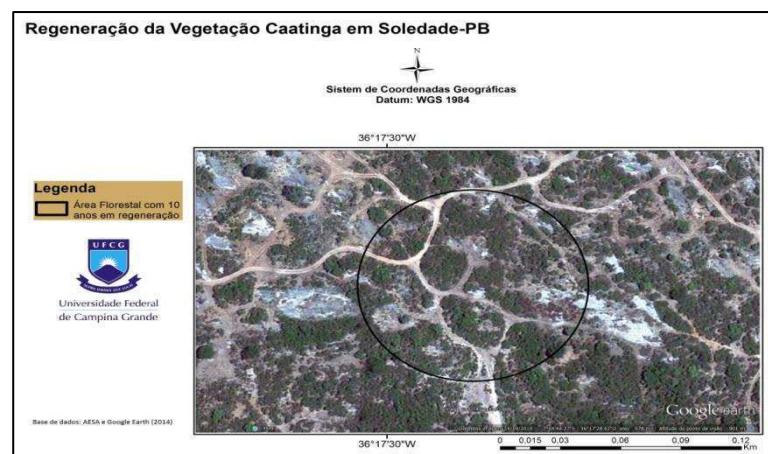 Regeneração da Vegetação Caatinga em Soledade-PB
N
Sistem de Coordenadas Geográficas
Datum: WGS 1984
36°17'30"W
Legenda
Área Florestal com 10
anos em regeneração
UFCG
Universidade Federal
de Campina Grande
Google earth
Base de dados: AESA e Google Earth (2014)
36°17'30"W
0 0,015 0,03 0,06 0,09 0,12
Km